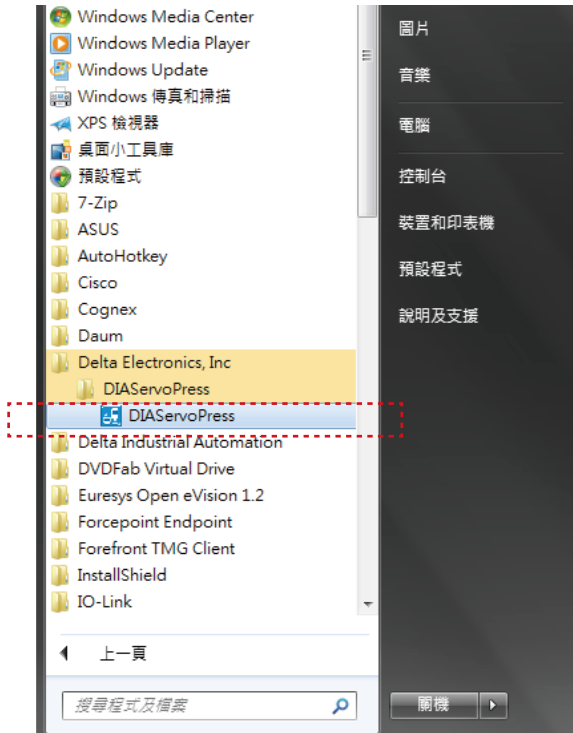 Windows Media Center
Windows Media Player
Windows Update
Windows 傳真和掃描
XPS 檢視器
桌面小工具庫
預設程式
7-Zip
ASUS
AutoHotkey
Cisco
Cognex
Daum
Delta Electronics, Inc
DIAServoPress
DIAServoPress
Delta Industrial Automation
DVDFab Virtual Drive
Euresys Open eVision 1.2
Forcepoint Endpoint
Forefront TMG Client
InstallShield
IO-Link
上一頁
搜尋程式及檔案
圖片
音樂
電腦
控制台
裝置和印表機
預設程式
說明及支援
關機